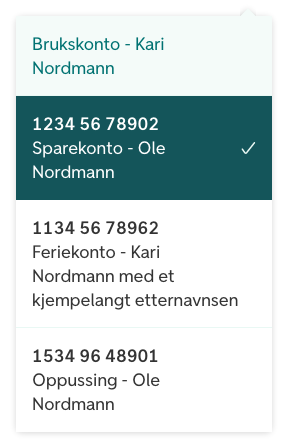 Brukskonto - Kari
Nordmann
1234 56 78902
Sparekonto - Ole
Nordmann
1134 56 78962
Feriekonto - Kari
Nordmann med et
kjempelangt etternavnsen
1534 96 48901
Oppussing - Ole
Nordmann